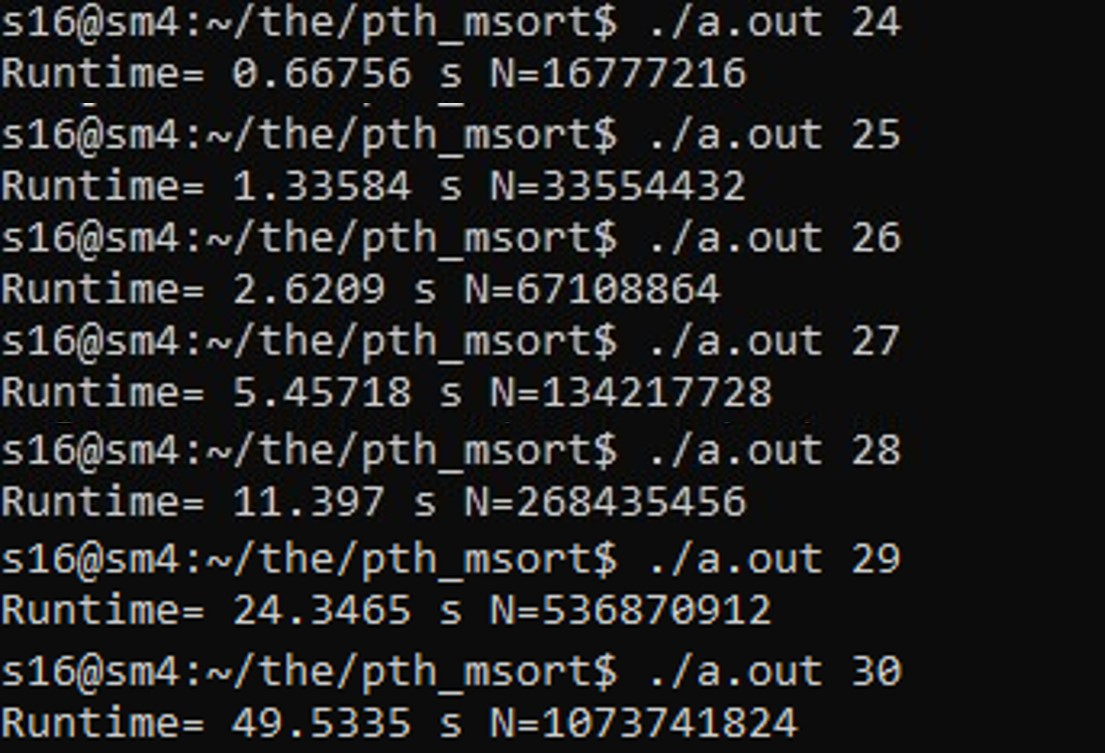 s16@sm4:~/the/pth_msort$ ./a.out 24
Runtime= 0.66756 s N=16777216
s16@sm4:~/the/pth_msort$ ./a.out 25
Runtime= 1.33584 s N=33554432
s16@sm4:~/the/pth_msort$ ./a.out 26
Runtime= 2.6209 s N=67108864
s16@sm4:~/the/pth_msort$ ./a.out 27
Runtime= 5.45718 s N=134217728
s16@sm4:~/the/pth_msort$ ./a.out 28
Runtime= 11.397 s N=268435456
s16@sm4:~/the/pth_msort$ ./a.out 29
Runtime= 24.3465 s N=536870912
s16@sm4:~/the/pth_msort$ ./a.out 30
Runtime= 49.5335 s N=1073741824